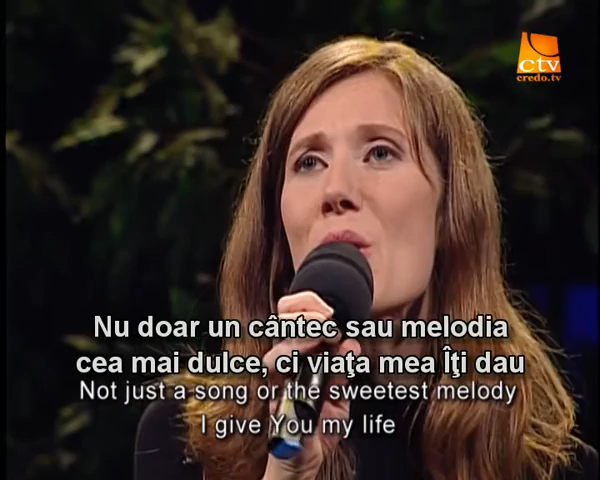 ctv
credo.tv
Nu doar un cântec sau melodia
cea mai dulce, ci viaţa mea Îţi dau
Not just a song or the sweetest melody
I give You my life